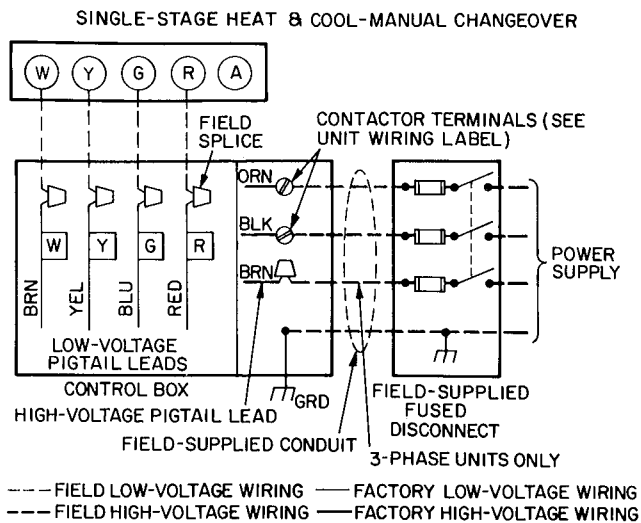 SINGLE-STAGE HEAT & COOL-MANUAL CHANGEOVER
W Y G R A
FIELD SPLICE
CONTACTOR TERMINALS (SEE UNIT WIRING LABEL)
ORN
BLK
BRN
W Y G R
BRN YEL BLU RED
POWER SUPPLY
LOW-VOLTAGE
PIGTAIL LEADS
CONTROL BOX
GRD
HIGH-VOLTAGE PIGTAIL LEAD
FIELD-SUPPLIED CONDUIT
FIELD-SUPPLIED
FUSED
DISCONNECT
3-PHASE UNITS ONLY
FIELD LOW-VOLTAGE WIRING
FACTORY LOW-VOLTAGE WIRING
FIELD HIGH-VOLTAGE WIRING
FACTORY HIGH-VOLTAGE WIRING